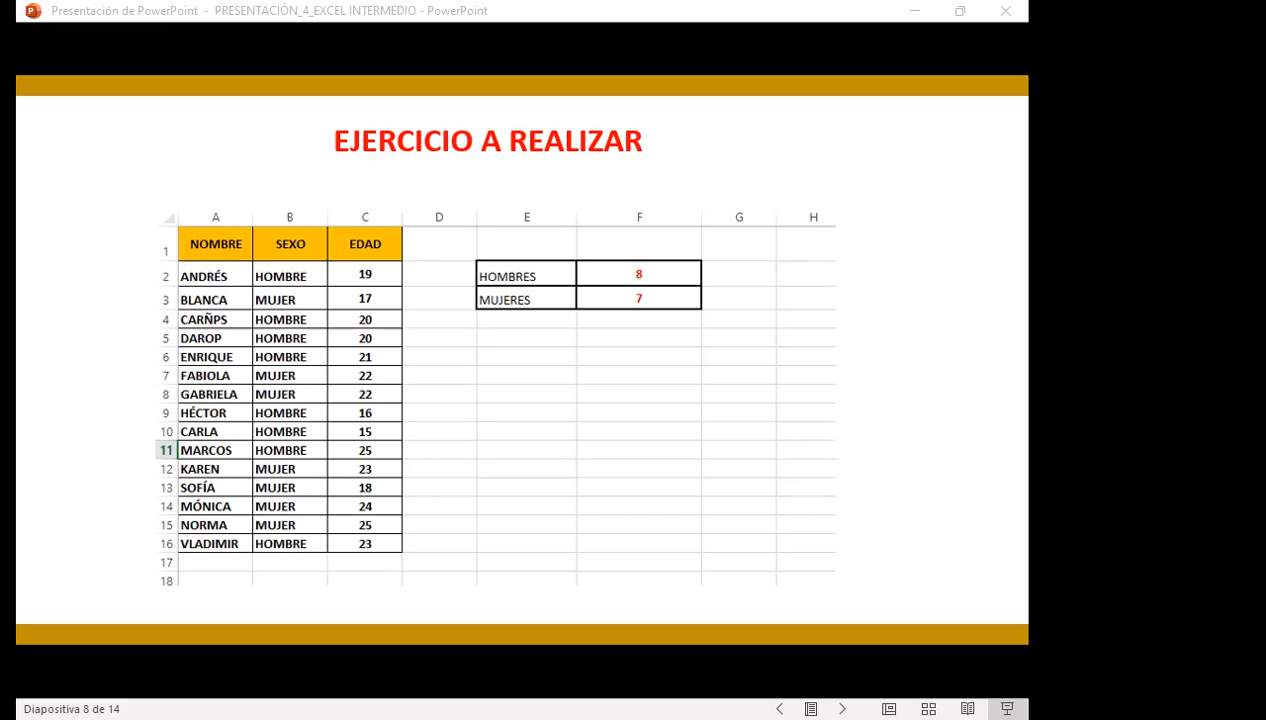 Presentación de PowerPoint - PRESENTACIÓN_4_EXCEL INTERMEDIO - PowerPoint
EJERCICIO A REALIZAR
A B C D E F G H
1 NOMBRE SEXO EDAD
2 ANDRÉS HOMBRE 19 HOMBRES 8
3 BLANCA MUJER 17 MUJERES 7
4 CARÑPS HOMBRE 20
5 DAROP HOMBRE 20
6 ENRIQUE HOMBRE 21
7 FABIOLA MUJER 22
8 GABRIELA MUJER 22
9 HÉCTOR HOMBRE 16
10 CARLA HOMBRE 15
11 MARCOS HOMBRE 25
12 KAREN MUJER 23
13 SOFÍA MUJER 18
14 MÓNICA MUJER 24
15 NORMA MUJER 25
16 VLADIMIR HOMBRE 23
17
18
Diapositiva 8 de 14